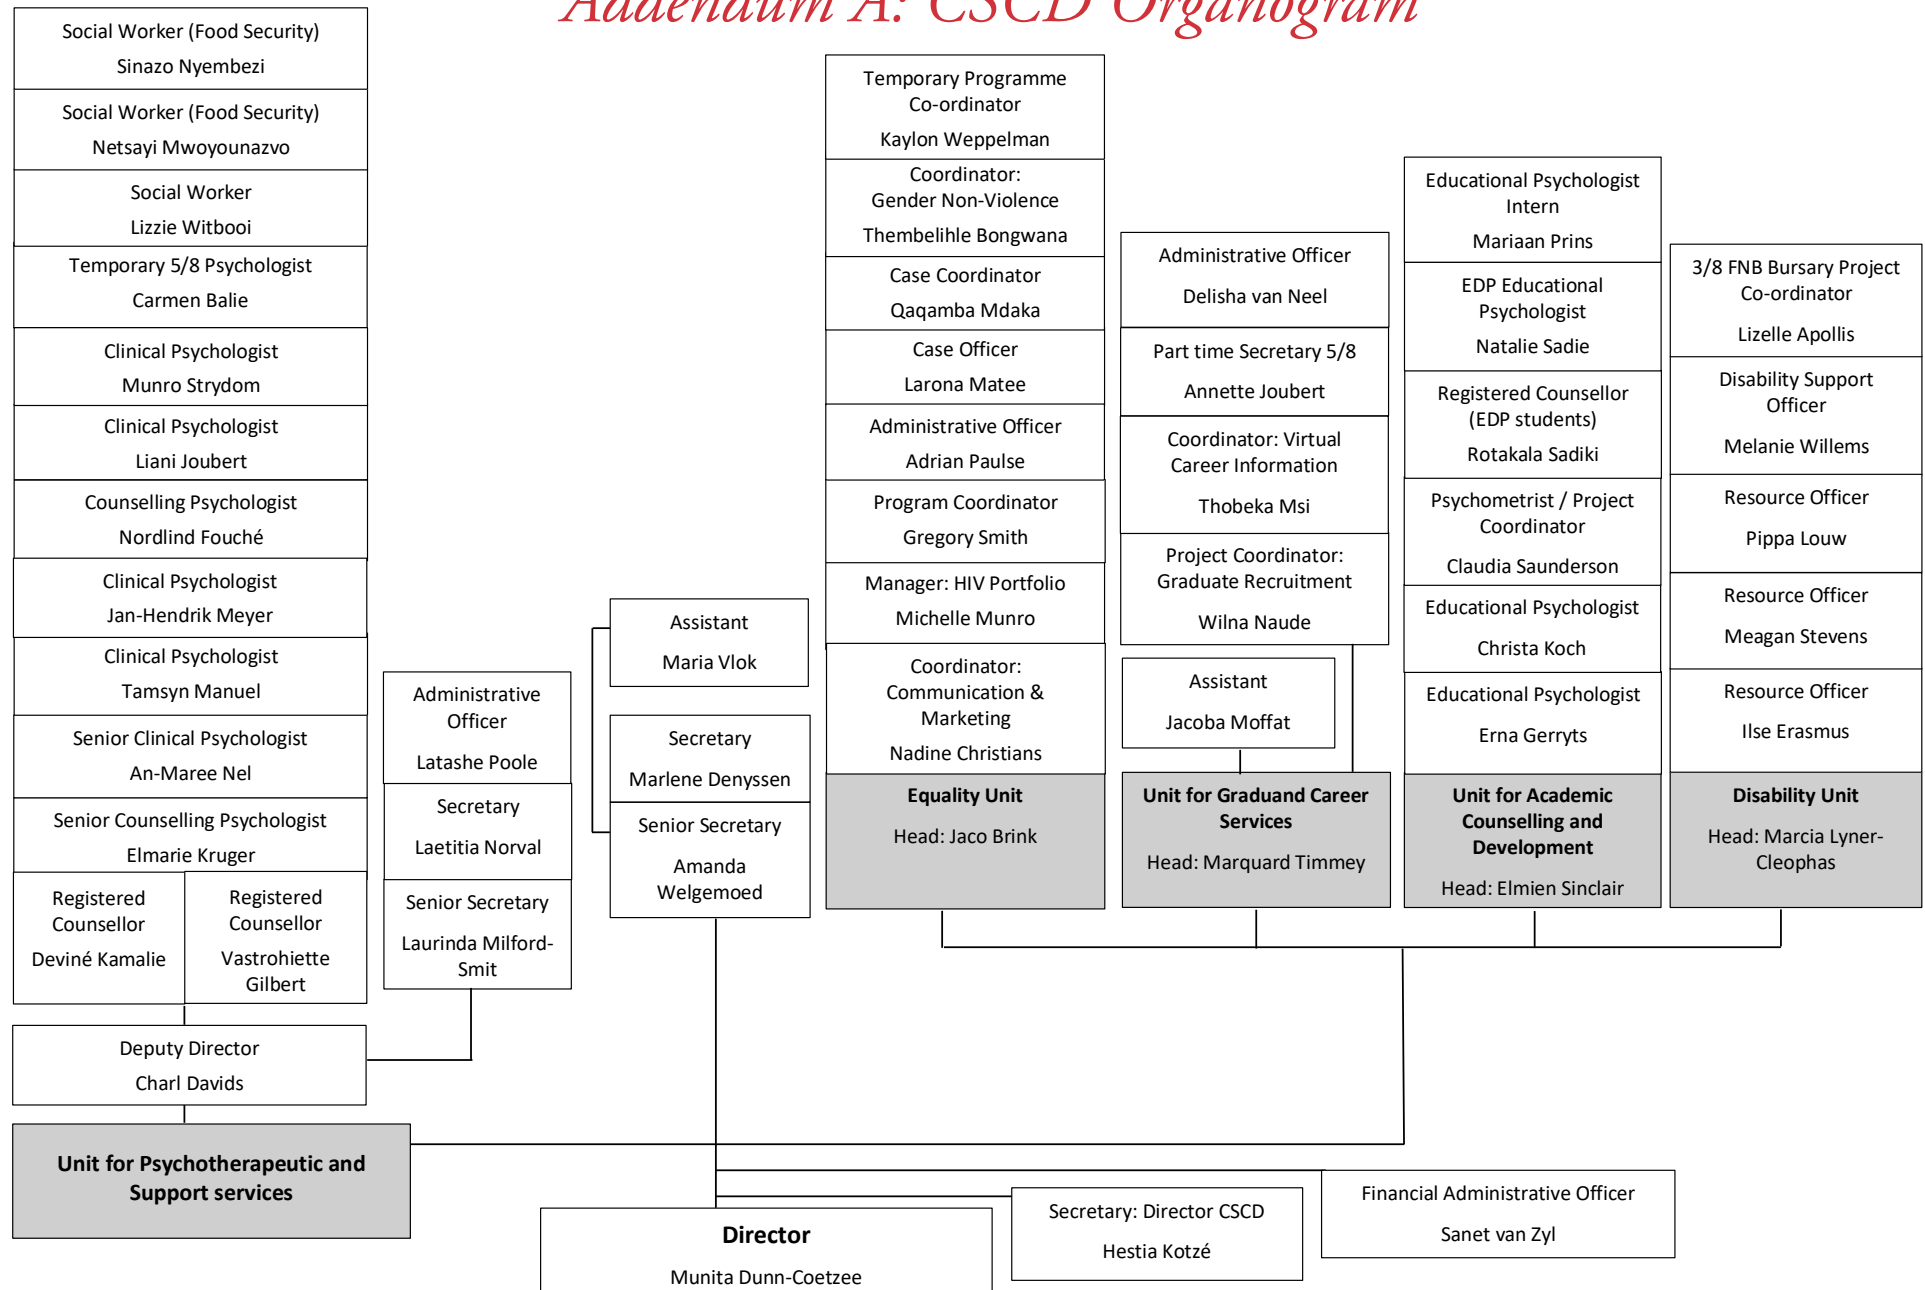 Addendum A: CSCD Organogram
Social Worker (Food Security)
Sinazo Nyembezi
Social Worker (Food Security)
Netsayi Mwoyounazvo
Social Worker
Lizzie Witbooi
Temporary 5/8 Psychologist
Carmen Balie
Clinical Psychologist
Munro Strydom
Clinical Psychologist
Liani Joubert
Counselling Psychologist
Nordlind Fouché
Clinical Psychologist
Jan-Hendrik Meyer
Clinical Psychologist
Tamsyn Manuel
Senior Clinical Psychologist
An-Maree Nel
Senior Counselling Psychologist
Elmarie Kruger
Registered
Counsellor
Deviné Kamalie
Registered
Counsellor
Vastrohiette
Gilbert
Deputy Director
Charl Davids
Unit for Psychotherapeutic and
Support services
Administrative
Officer
Latashe Poole
Secretary
Laetitia Norval
Senior Secretary
Laurinda Milford-
Smit
Assistant
Maria Vlok
Secretary
Marlene Denyssen
Senior Secretary
Amanda
Welgemoed
Temporary Programme
Co-ordinator
Kaylon Weppelman
Coordinator:
Gender Non-Violence
Thembelihle Bongwana
Case Coordinator
Qaqamba Mdaka
Case Officer
Larona Matee
Administrative Officer
Adrian Paulse
Program Coordinator
Gregory Smith
Manager: HIV Portfolio
Michelle Munro
Coordinator:
Communication &
Marketing
Nadine Christians
Equality Unit
Head: Jaco Brink
Administrative Officer
Delisha van Neel
Part time Secretary 5/8
Annette Joubert
Coordinator: Virtual
Career Information
Thobeka Msi
Project Coordinator:
Graduate Recruitment
Wilna Naude
Assistant
Jacoba Moffat
Unit for Graduand Career
Services
Head: Marquard Timmey
Educational Psychologist
Intern
Mariaan Prins
EDP Educational
Psychologist
Natalie Sadie
Registered Counsellor
(EDP students)
Rotakala Sadiki
Psychometrist / Project
Coordinator
Claudia Saunderson
Educational Psychologist
Christa Koch
Educational Psychologist
Erna Gerryts
Unit for Academic
Counselling and
Development
Head: Elmien Sinclair
3/8 FNB Bursary Project
Co-ordinator
Lizelle Apollis
Disability Support
Officer
Melanie Willems
Resource Officer
Pippa Louw
Resource Officer
Meagan Stevens
Resource Officer
Ilse Erasmus
Disability Unit
Head: Marcia Lyner-
Cleophas
Director
Munita Dunn-Coetzee
Secretary: Director CSCD
Hestia Kotzé
Financial Administrative Officer
Sanet van Zyl